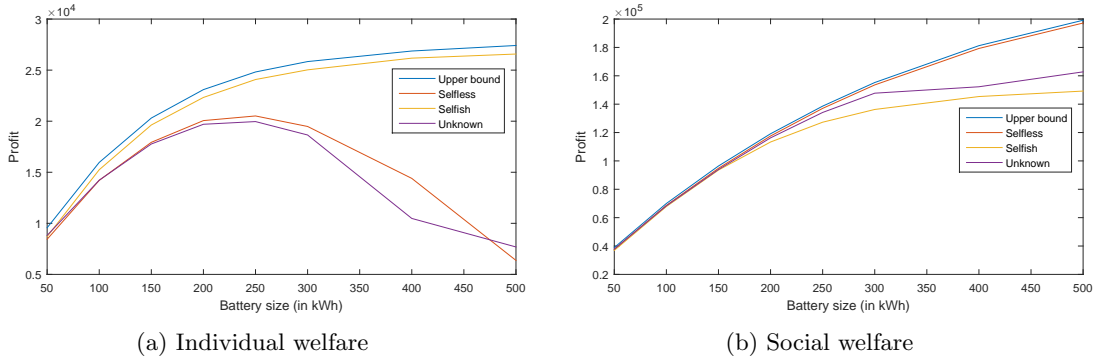 ×10^4
3
2.5
2
1.5
1
0.5
Profit
50 100 150 200 250 300 350 400 450 500
Battery size (in kWh)
Upper bound
Selfless
Selfish
Unknown
(a) Individual welfare
×10^5
2
1.8
1.6
1.4
1.2
1
0.8
0.6
0.4
0.2
Profit
50 100 150 200 250 300 350 400 450 500
Battery size (in kWh)
Upper bound
Selfless
Selfish
Unknown
(b) Social welfare